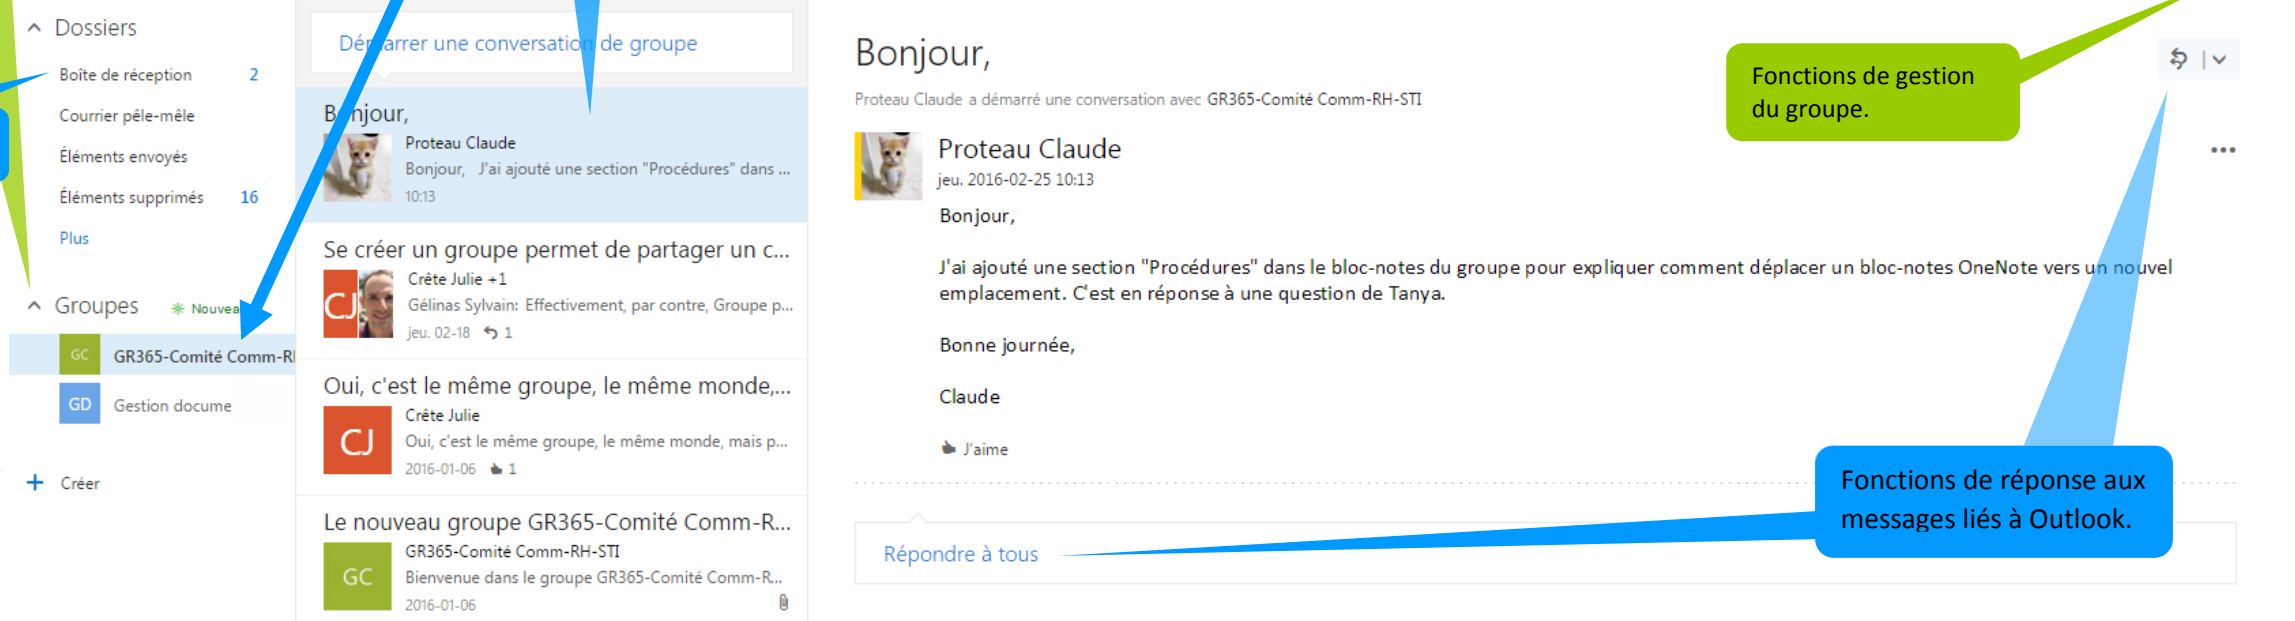 Dossiers
Boîte de réception 2
Courrier pêle-mêle
Éléments envoyés
Éléments supprimés 16
Plus
Groupes
GC GR365-Comité
GD Gestion
Créer
Démarrer une conversation de groupe
Bonjour,
Proteau Claude
Bonjour, J'ai ajouté une section "Procédures" dans ...
10:13
Se créer un groupe permet de partager un c...
CJ
Crête Julie +1
Gélinas Sylvain: Effectivement, par contre, Groupe p...
jeu. 02-18 1
Oui, c'est le même groupe, le même monde,...
CJ
Crête Julie
Oui, c'est le même groupe, le même monde, mais p...
2016-01-06 1
Le nouveau groupe GR365-Comité Comm-R...
GC
GR365-Comité Comm-RH-STI
Bienvenue dans le groupe GR365-Comité Comm-R...
2016-01-06
Bonjour,
Proteau Claude a démarré une conversation avec GR365-Comité Comm-RH-STI
Proteau Claude
jeu. 2016-02-25 10:13
Bonjour,
J'ai ajouté une section "Procédures" dans le bloc-notes du groupe pour expliquer comment déplacer un bloc-notes OneNote vers un nouvel
emplacement. C'est en réponse à une question de Tanya.
Bonne journée,
Claude
J'aime
Répondre à tous
Fonctions de gestion
du groupe.
Fonctions de réponse aux
messages liés à Outlook.